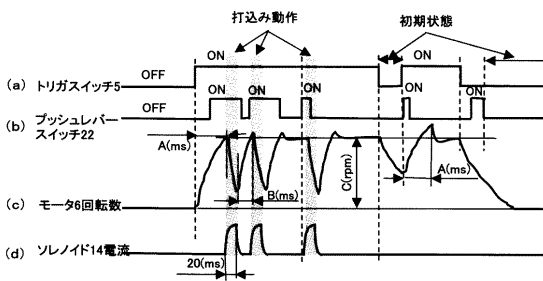 打込み動作
初期状態
ON
ON
(a) トリガスイッチ5 OFF
ON
ON
ON
ON
ON
OFF
(b) プッシュレバー
スイッチ22
A(ms)
B(ms)
C(rpm)
A(ms)
(c) モータ6回転数
(d) ソレノイド14電流
20(ms)